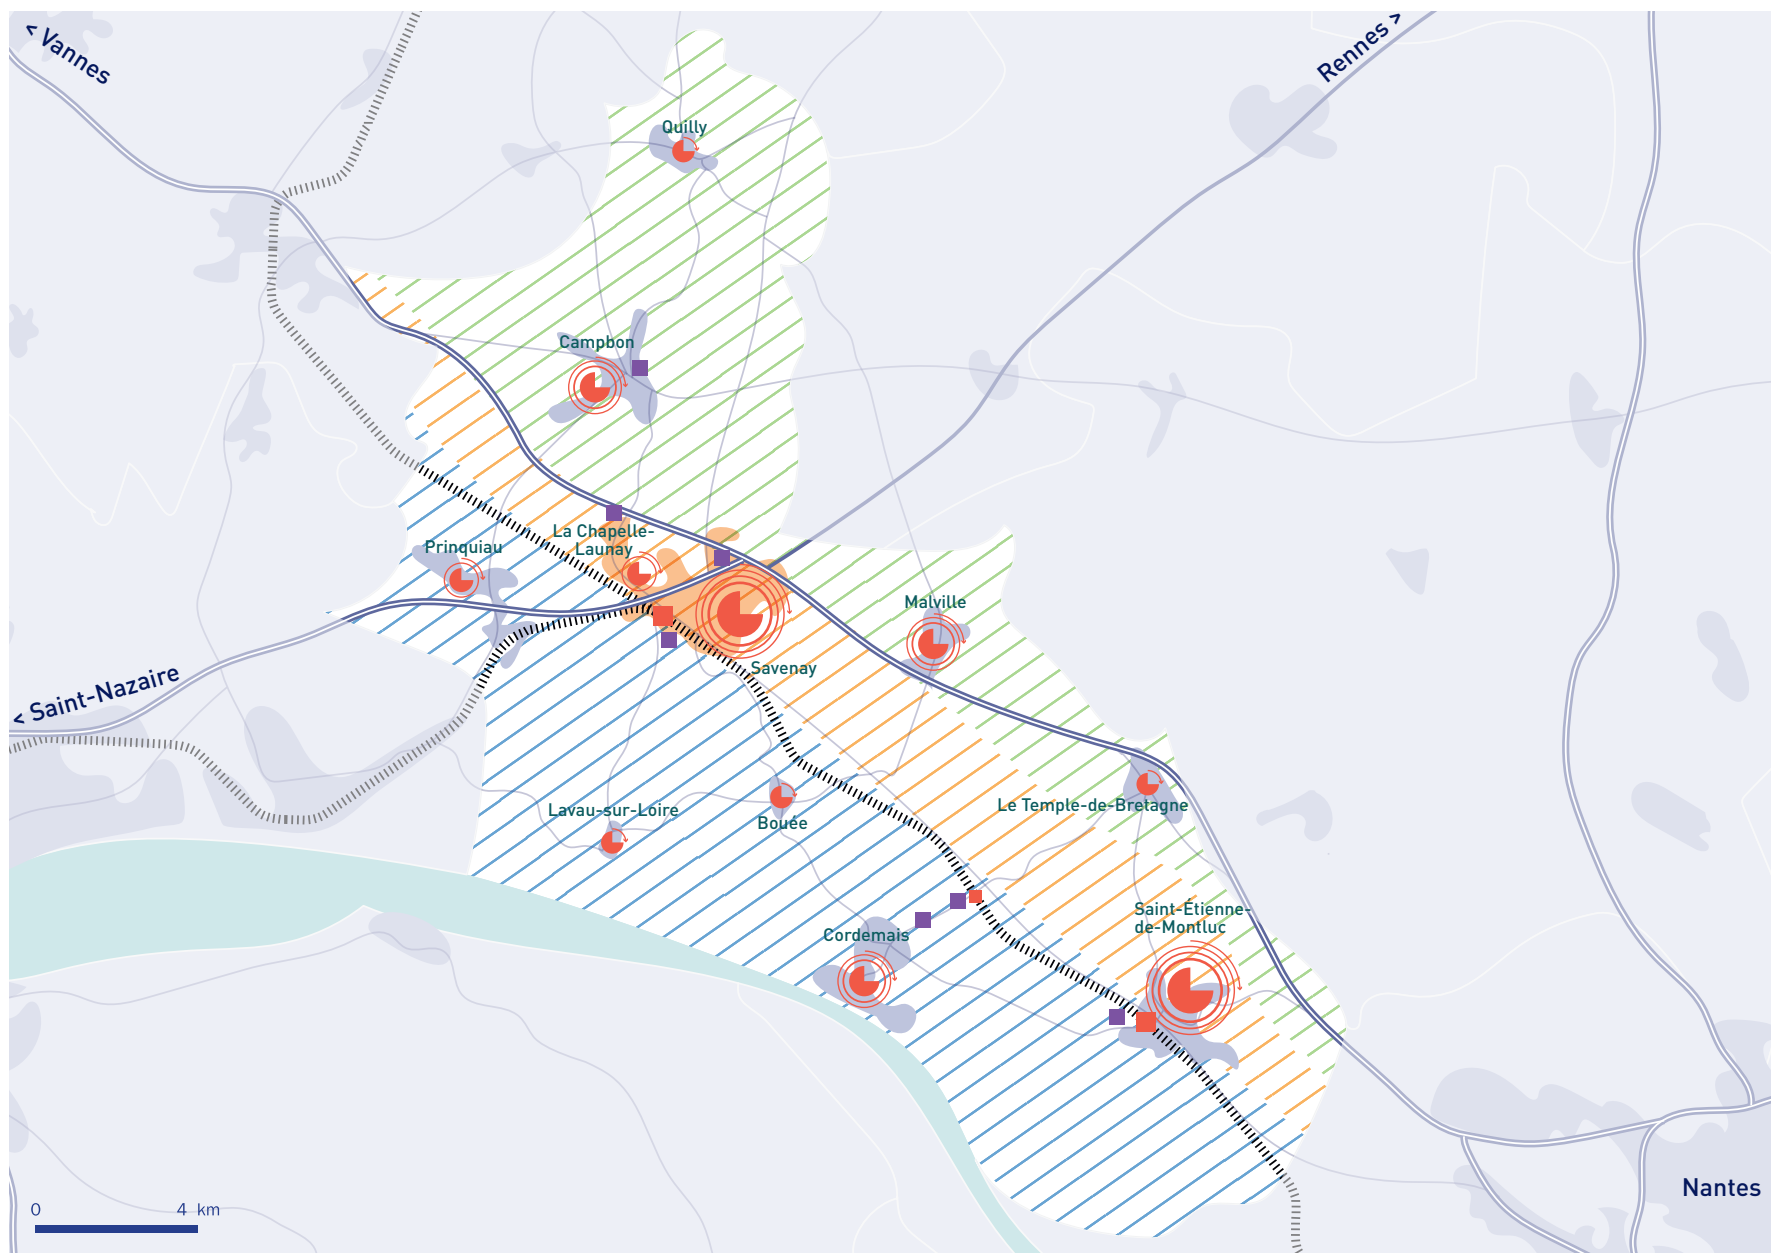 < Vannes
Rennes >
Quilly
Campbon
La Chapelle-
Launay
Prinquiau
Malville
Savenay
< Saint-Nazaire
Le Temple-de-Bretagne
Lavau-sur-Loire
Bouée
Saint-Étienne-
de-Montluc
Cordemais
Nantes
0 4 km